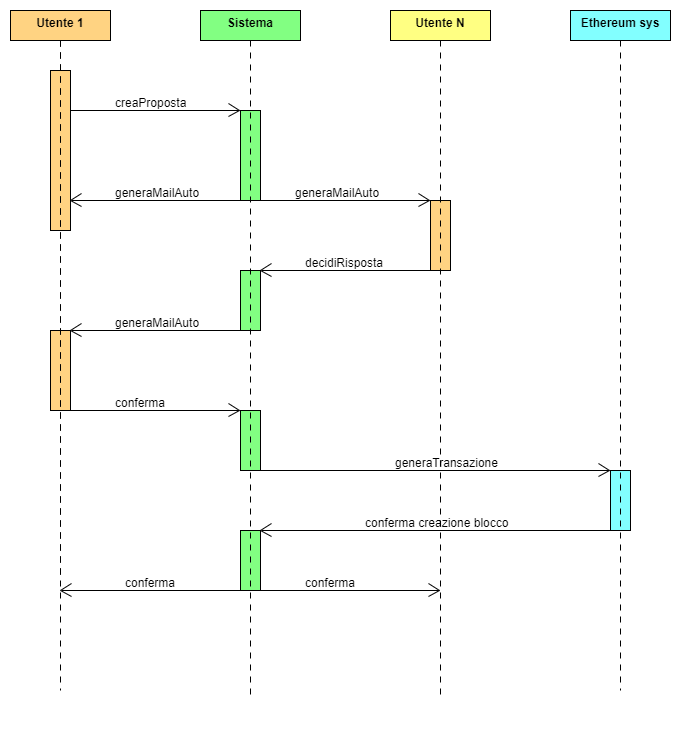 Utente 1
Sistema
Utente N
Ethereum sys
creaProposta
generaMailAuto
generaMailAuto
decidiRisposta
generaMailAuto
conferma
generaTransazione
conferma creazione blocco
conferma
conferma